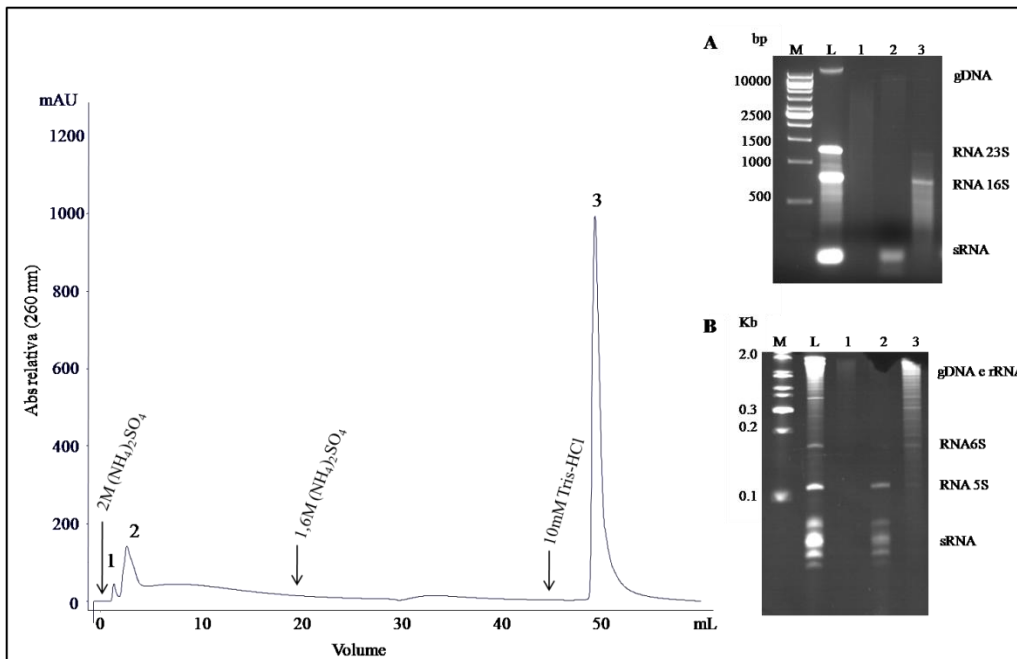 mAU
1200
1000
800
600
400
200
0
Abs relativa (260 mn)
2M (NH4)2SO4
1
2
1,6M (NH4)2SO4
10mM Tris-HCl
3
0
10
20
30
40
50
mL
Volume
A
bp
M L 1 2 3
10000
2500
1500
1000
500
gDNA
RNA 23S
RNA 16S
sRNA
B
Kb
M L 1 2 3
2.0
0.3
0.2
0.1
gDNA e rRNA
RNA6S
RNA 5S
sRNA